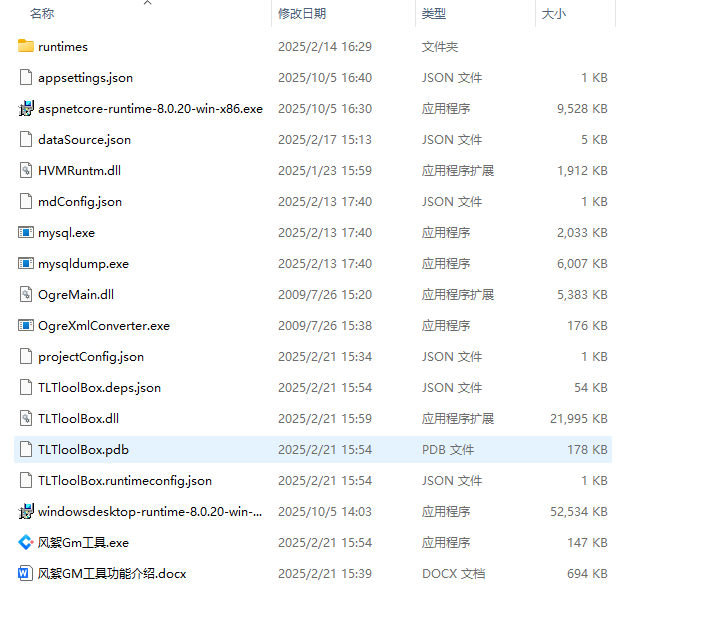 名称 修改日期 类型 大小
runtimes 2025/2/14 16:29 文件夹
appsettings.json 2025/10/5 16:40 JSON 文件 1 KB
aspnetcore-runtime-8.0.20-win-x86.exe 2025/10/5 16:30 应用程序 9,528 KB
dataSource.json 2025/2/17 15:13 JSON 文件 5 KB
HVMRuntm.dll 2025/1/23 15:59 应用程序扩展 1,912 KB
mdConfig.json 2025/2/13 17:40 JSON 文件 1 KB
mysql.exe 2025/2/13 17:40 应用程序 2,033 KB
mysqldump.exe 2025/2/13 17:40 应用程序 6,007 KB
OgreMain.dll 2009/7/26 15:20 应用程序扩展 5,383 KB
OgreXmlConverter.exe 2009/7/26 15:38 应用程序 176 KB
projectConfig.json 2025/2/21 15:34 JSON 文件 1 KB
TLTloolBox.deps.json 2025/2/21 15:54 JSON 文件 54 KB
TLTloolBox.dll 2025/2/21 15:59 应用程序扩展 21,995 KB
TLTloolBox.pdb 2025/2/21 15:54 PDB 文件 178 KB
TLTloolBox.runtimeconfig.json 2025/2/21 15:54 JSON 文件 1 KB
windowsdesktop-runtime-8.0.20-win-... 2025/10/5 14:03 应用程序 52,534 KB
风絮Gm工具.exe 2025/2/21 15:54 应用程序 147 KB
风絮GM工具功能介绍.docx 2025/2/21 15:39 DOCX 文档 694 KB